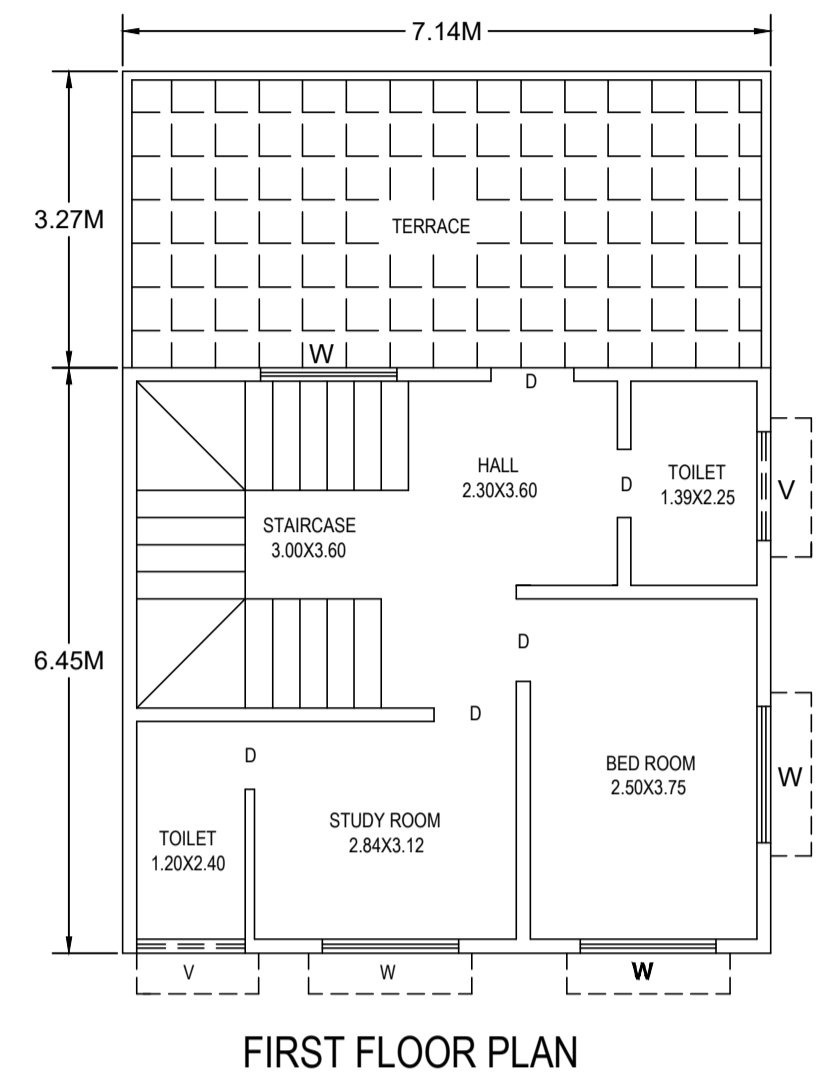 7.14M
3.27M
TERRACE
W
D
HALL
2.30X3.60
D
TOILET
1.39X2.25
V
STAIRCASE
3.00X3.60
6.45M
D
D
D
BED ROOM
2.50X3.75
W
STUDY ROOM
2.84X3.12
TOILET
1.20X2.40
V
W
W
FIRST FLOOR PLAN